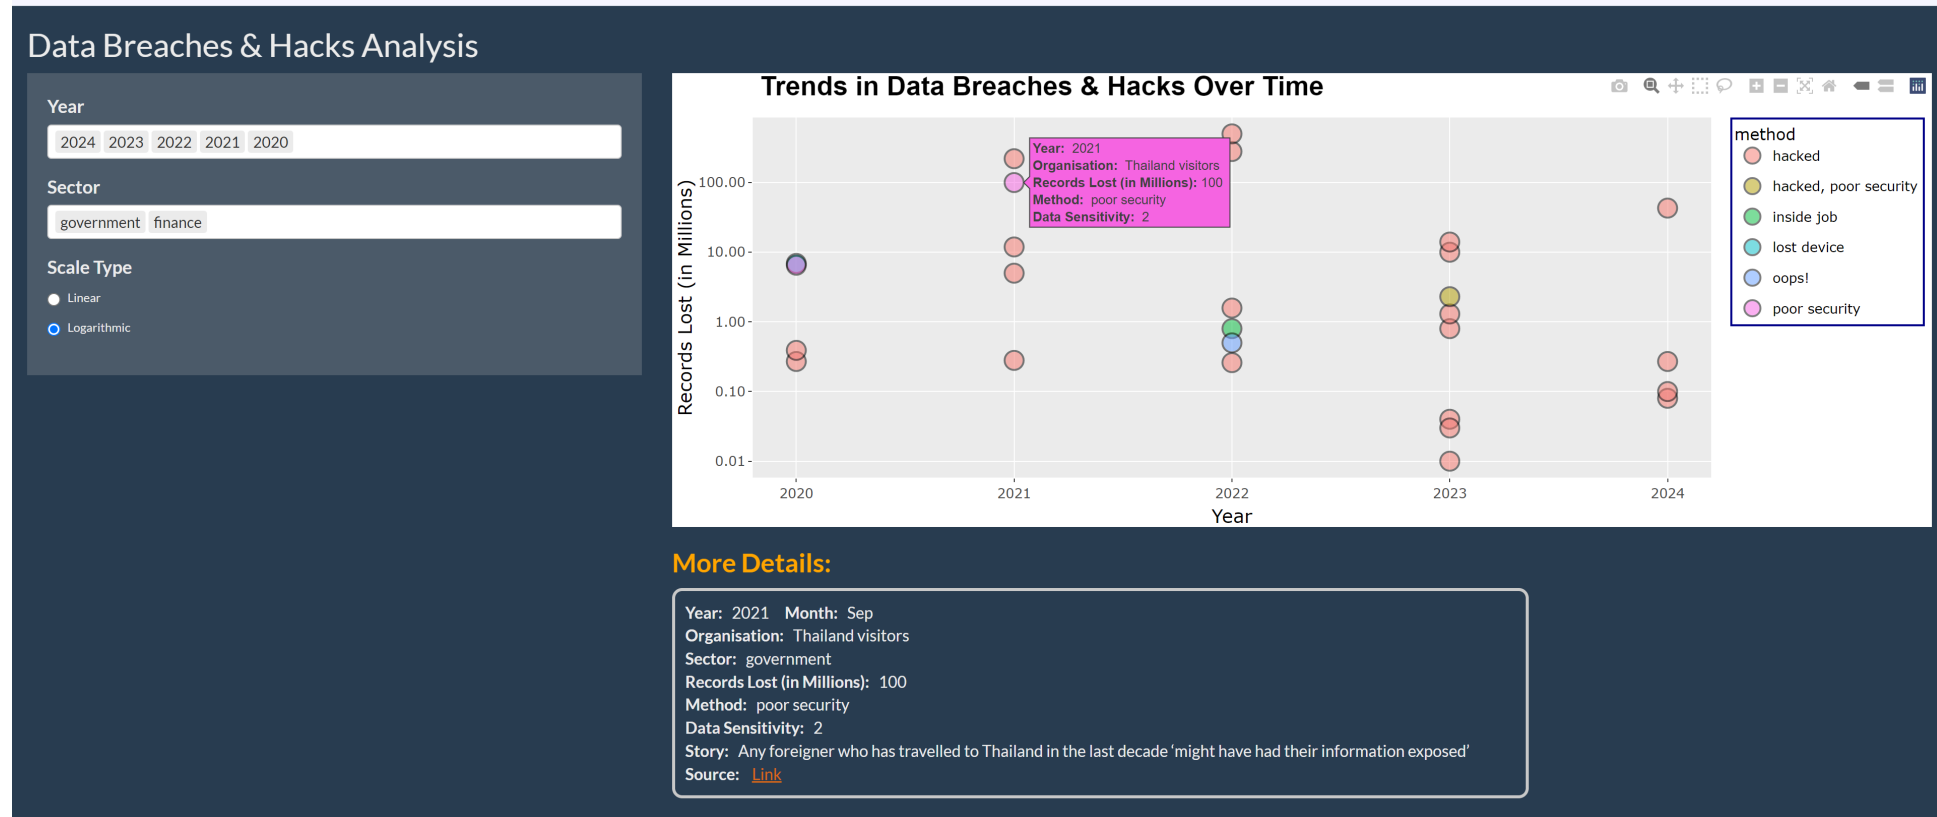 Data Breaches & Hacks Analysis
Year
2024 2023 2022 2021 2020
Sector
government finance
Scale Type
Linear
Logarithmic
Trends in Data Breaches & Hacks Over Time
Records Lost (in Millions)
100.00
10.00
1.00
0.10
0.01
2020 2021 2022 2023 2024
Year
Year: 2021
Organisation: Thailand visitors
Records Lost (in Millions): 100
Method: poor security
Data Sensitivity: 2
method
hacked
hacked, poor security
inside job
lost device
oops!
poor security
More Details:
Year: 2021 Month: Sep
Organisation: Thailand visitors
Sector: government
Records Lost (in Millions): 100
Method: poor security
Data Sensitivity: 2
Story: Any foreigner who has travelled to Thailand in the last decade ‘might have had their information exposed’
Source: Link